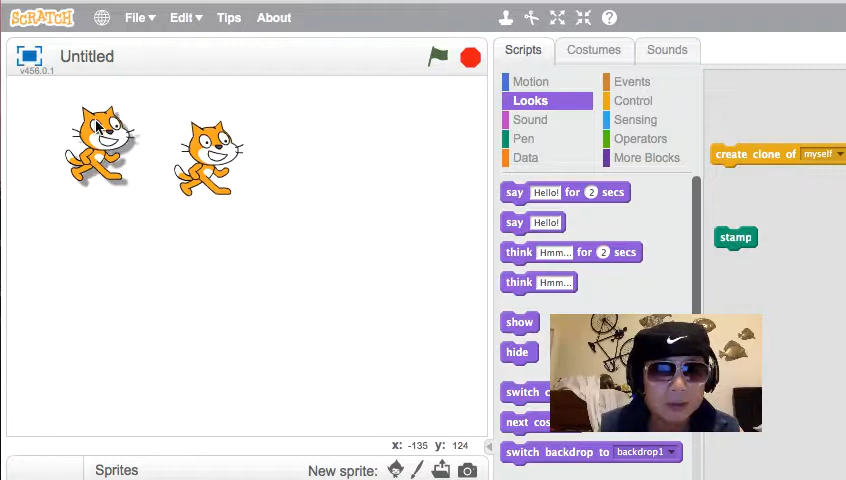 SCRATCH File Edit Tips About
Untitled
v456.0.1
Scripts Costumes Sounds
Motion Events
Looks Control
Sound Sensing
Pen Operators
Data More Blocks
say Hello! for 2 secs
say Hello!
think Hmm... for 2 secs
think Hmm...
show
hide
switch c
next cos
switch backdrop to backdrop1
create clone of myself
stamp
x: -135 y: 124
Sprites New sprite: